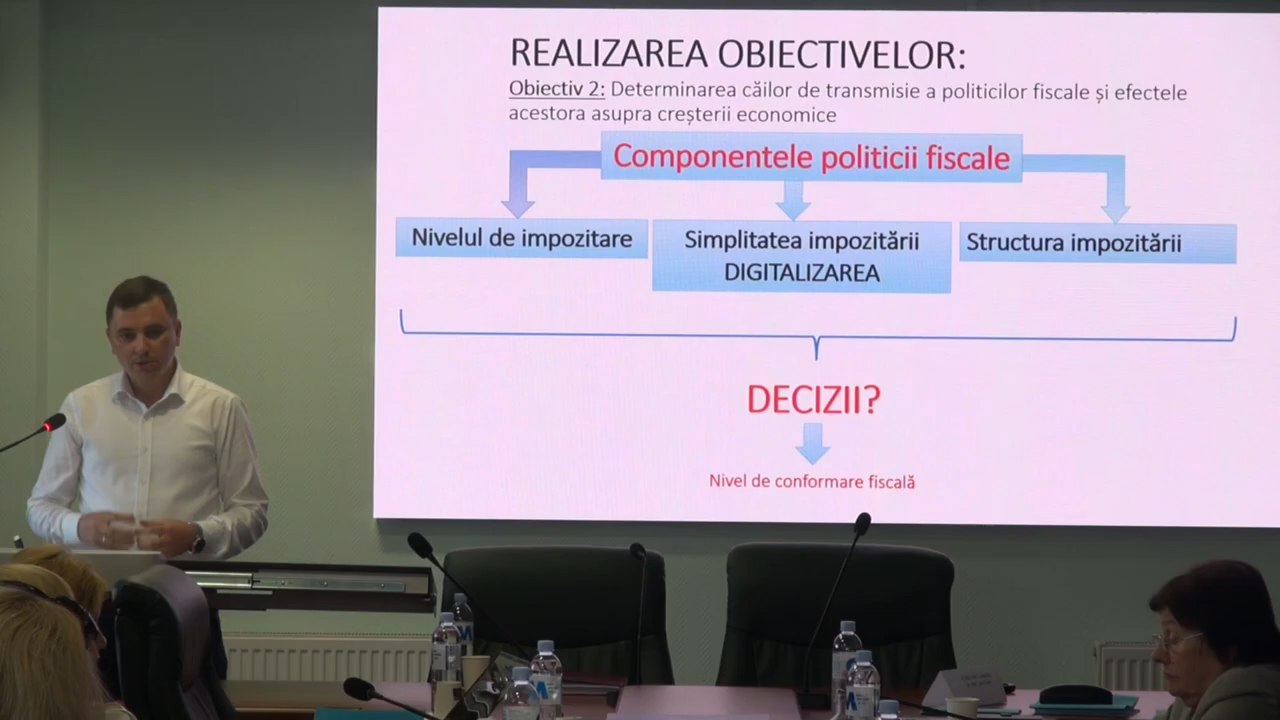 REALIZAREA OBIECTIVELOR:
Obiectiv 2: Determinarea căilor de transmisie a politicilor fiscale și efectele
acestora asupra creșterii economice
Componentele politicii fiscale
Nivelul de impozitare
Simplitatea impozitării
DIGITALIZAREA
Structura impozitării
DECIZII?
Nivel de conformare fiscală